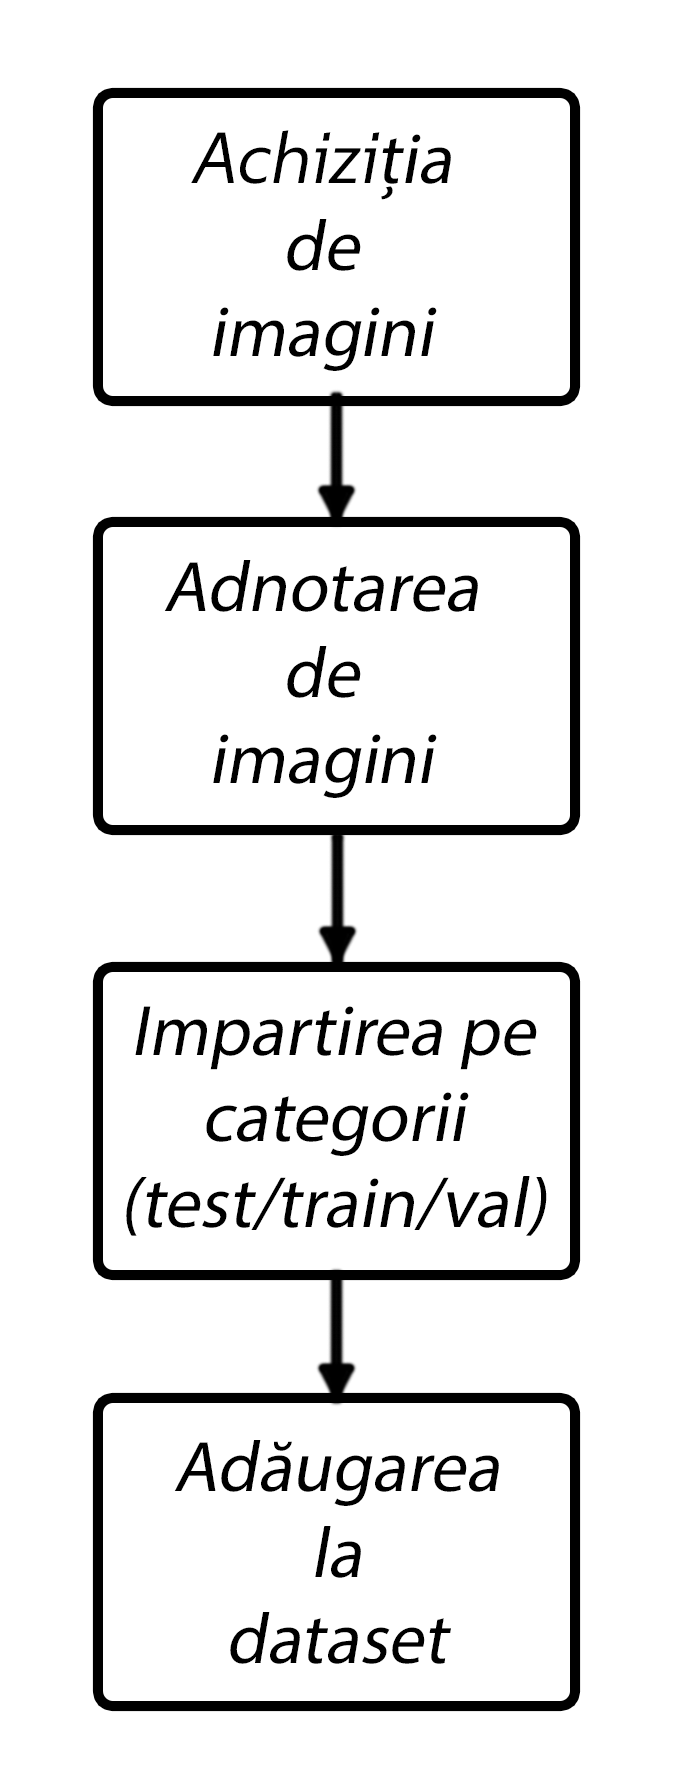 Achiziția
de
imagini
Adnotarea
de
imagini
Impartirea pe
categorii
(test/train/val)
Adăugarea
la
dataset